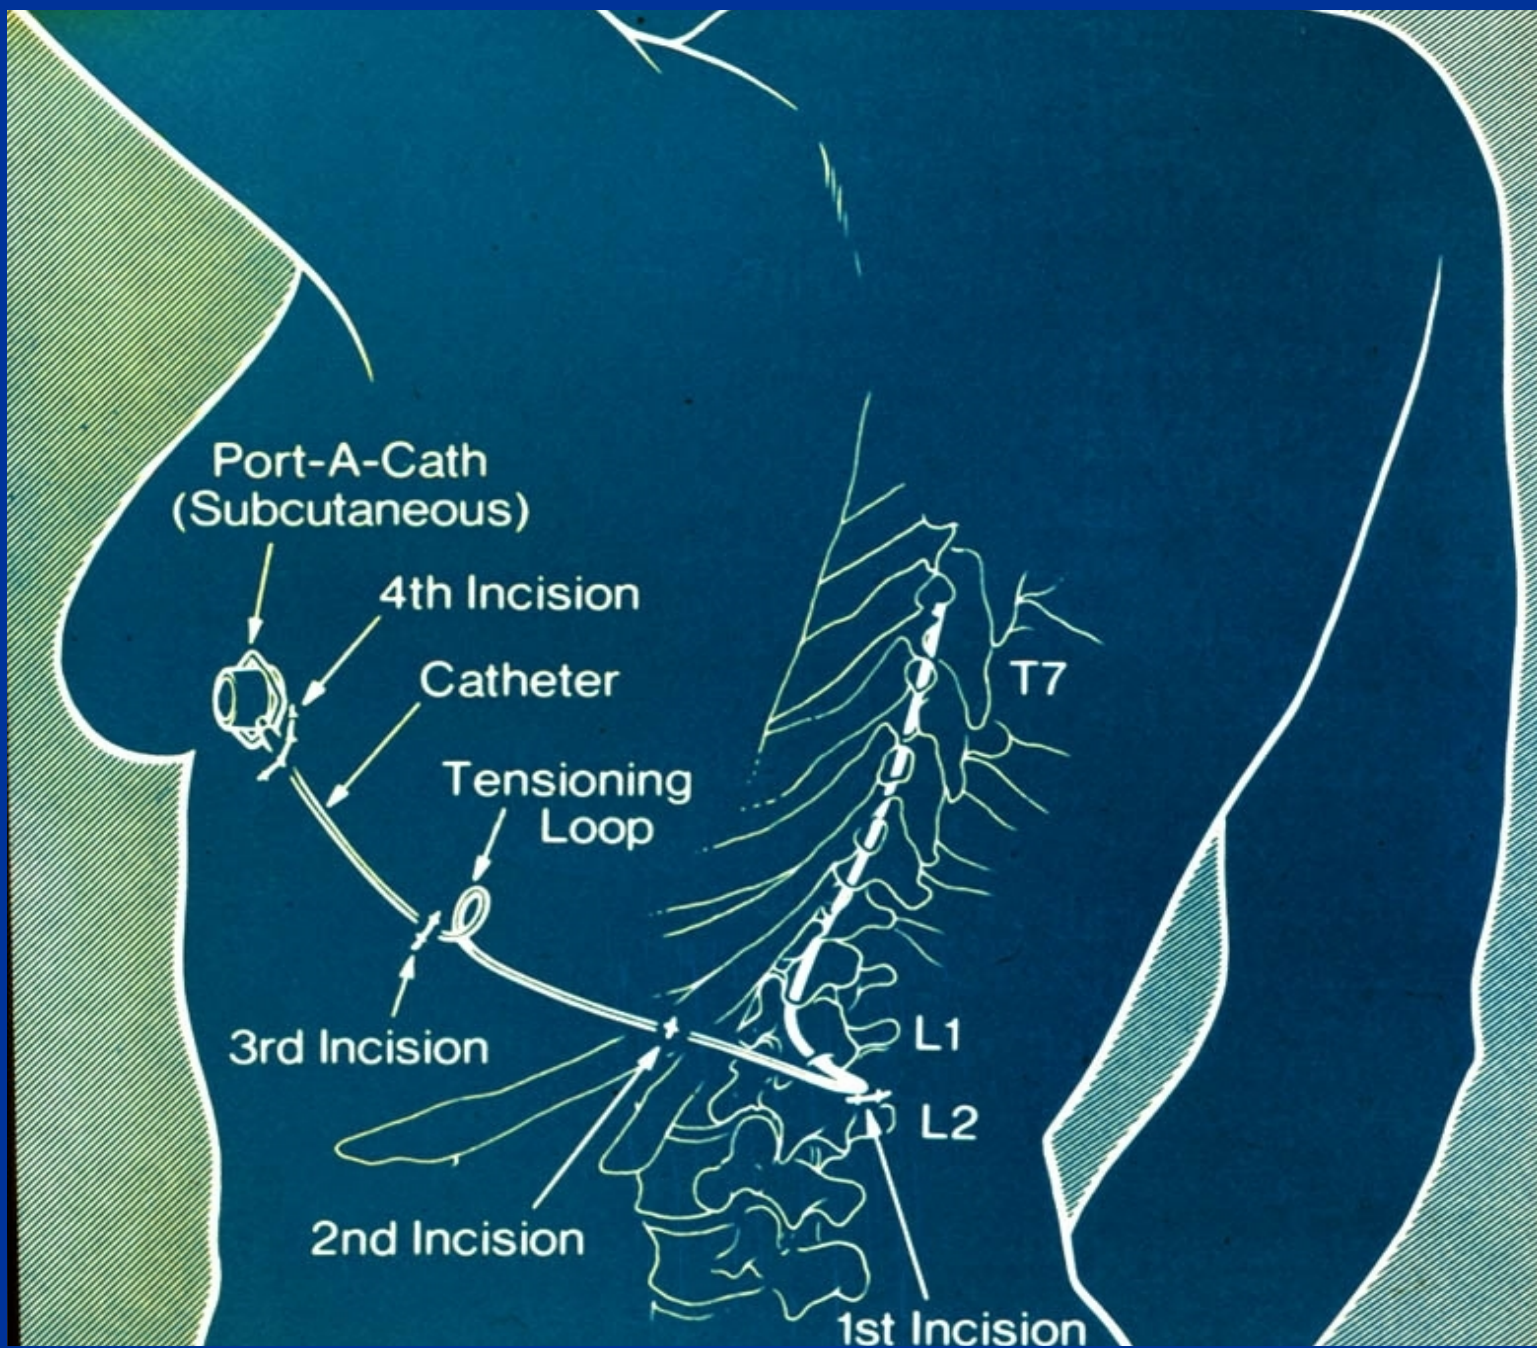 Port-A-Cath
(Subcutaneous)
4th Incision
Catheter
T7
Tensioning
Loop
3rd Incision
L1
L2
2nd Incision
1st Incision